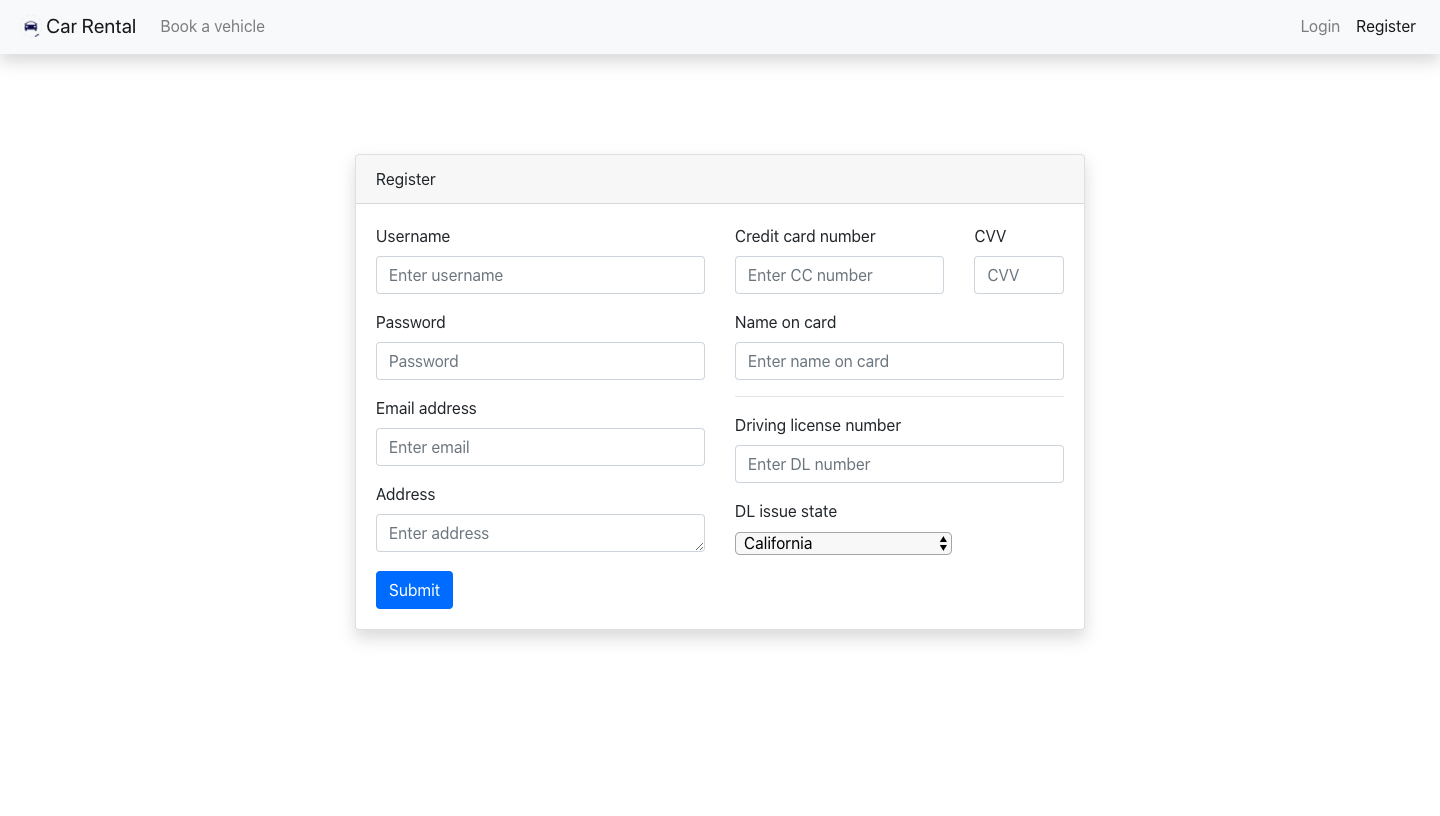 Car Rental
Book a vehicle
Login
Register
Register
Username
Enter username
Password
Password
Email address
Enter email
Address
Enter address
Submit
Credit card number
Enter CC number
CVV
CVV
Name on card
Enter name on card
Driving license number
Enter DL number
DL issue state
California